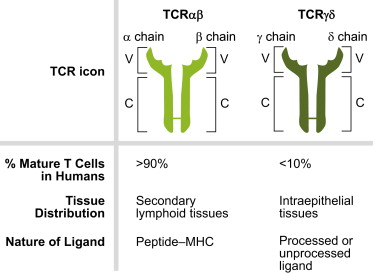 TCRαβ TCRγδ
α chain β chain γ chain δ chain
V V V V
TCR icon
C C C C
% Mature T Cells in Humans >90% <10%
Tissue Distribution Secondary lymphoid tissues Intraepithelial tissues
Nature of Ligand Peptide–MHC Processed or unprocessed ligand